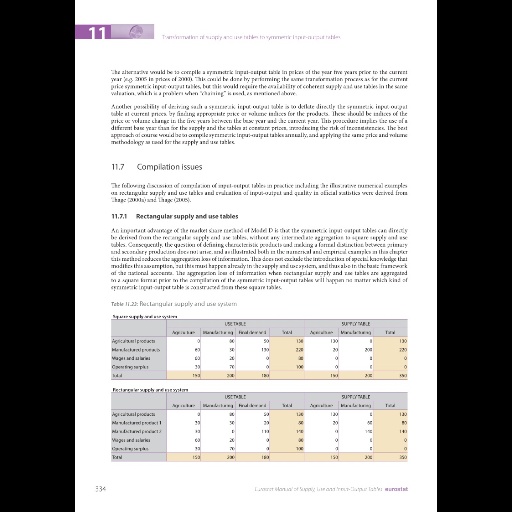 11
Transformation of supply and use tables to symmetric input-output tables
The alternative would be to compile a symmetric input-output table in prices of the year five years prior to the current
year (e.g. 2005 in prices of 2000). This could be done by performing the same transformation process as for the current
price symmetric input-output tables, but this would require the availability of coherent supply and use tables in the same
valuation, which is a problem when "chaining" is used, as mentioned above.
Another possibility of deriving such a symmetric input output table is to deflate directly the symmetric input output
table at current prices, by finding appropriate price or volume indices for the products. These should be indices of the
price or volume change in the five years between the base year and the current year. This procedure implies the use of a
different base year than for the supply and the tables at constant prices, introducing the risk of inconsistencies. The best
approach of course would be to compile symmetric input-output tables annually, and applying the same price and volume
methodology as used for the supply and use tables.
11.7 Compilation issues
The following discussion of compilation of input-output tables in practice including the illustrative numerical examples
on rectangular supply and use tables and evaluation of input-output and quality in official statistics were derived from
Thage (2002a) and Thage (2005).
11.7.1 Rectangular supply and use tables
An important advantage of the market share method of Model D is that the symmetric input output tables can directly
be derived from the rectangular supply and use tables, without any intermediate aggregation to square supply and use
tables. Consequently, the question of defining characteristic products and making a formal distinction between primary
and secondary production does not arise, and as illustrated both in the numerical and empirical examples in this chapter
this method reduces the aggregation loss of information. This does not exclude the introduction of special knowledge that
modifies this assumption, but this must happen already in the supply and use system, and thus also in the basic framework
of the national accounts. The aggregation loss of information when rectangular supply and use tables are aggregated
to a square format prior to the compilation of the symmetric input-output tables will happen no matter which kind of
symmetric input-output table is constructed from these square tables.
Table 11.22: Rectangular supply and use system
Square supply and use system
USE TABLE SUPPLY TABLE
Agriculture Manufacturing Final demand Total Agriculture Manufacturing Total
Agricultural products 0 80 50 130 130 0 130
Manufactured products 60 30 130 220 20 200 220
Wages and salaries 60 20 0 80 0 0 0
Operating surplus 30 70 0 100 0 0 0
Total 150 200 180 150 200 350
Rectangular supply and use system
USE TABLE SUPPLY TABLE
Agriculture Manufacturing Final demand Total Agriculture Manufacturing Total
Agricultural products 0 80 50 130 130 0 130
Manufactured product 1 30 30 20 80 20 60 80
Manufactured product 2 30 0 110 140 0 140 140
Wages and salaries 60 20 0 80 0 0 0
Operating surplus 30 70 0 100 0 0 0
Total 150 200 180 150 200 350
334
Eurostat Manual of Supply, Use and Input-Output Tables eurostat